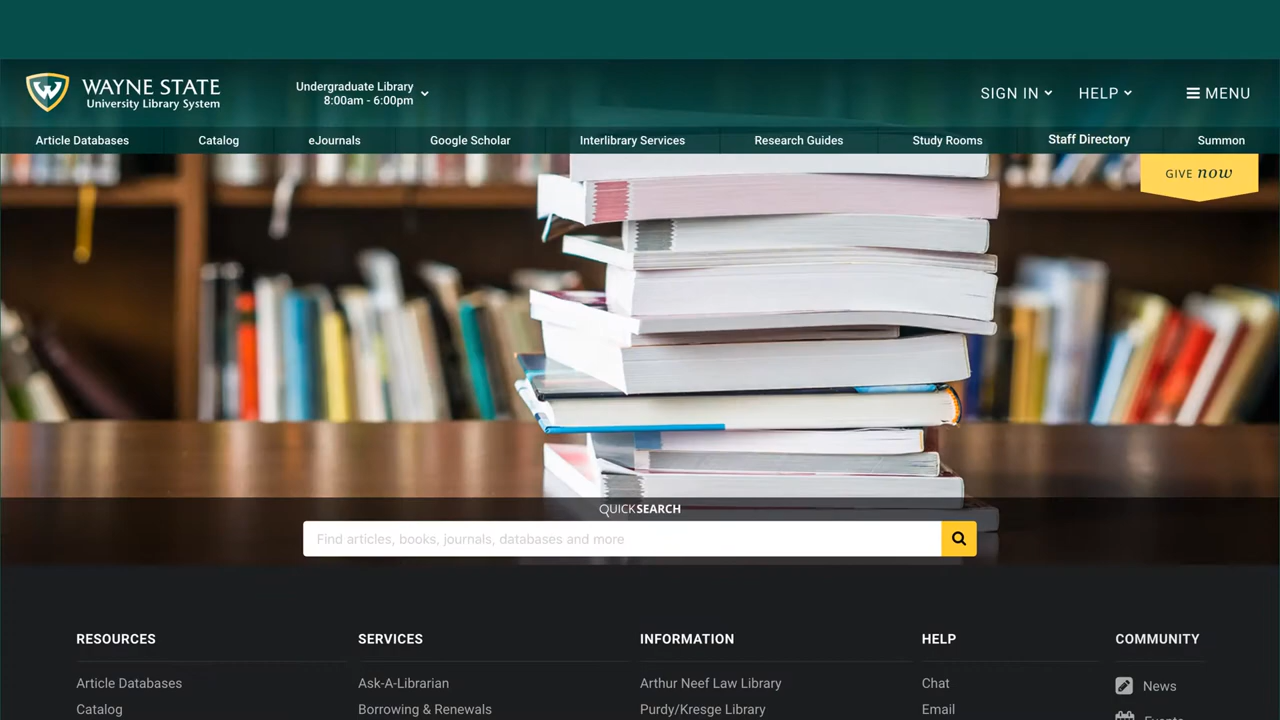 WAYNE STATE
University Library System
Undergraduate Library
8:00am - 6:00pm
SIGN IN
HELP
MENU
Article Databases
Catalog
eJournals
Google Scholar
Interlibrary Services
Research Guides
Study Rooms
Staff Directory
Summon
GIVE now
QUICKSEARCH
Find articles, books, journals, databases and more
RESOURCES
SERVICES
INFORMATION
HELP
COMMUNITY
Article Databases
Ask-A-Librarian
Arthur Neef Law Library
Chat
News
Catalog
Borrowing & Renewals
Purdy/Kresge Library
Email